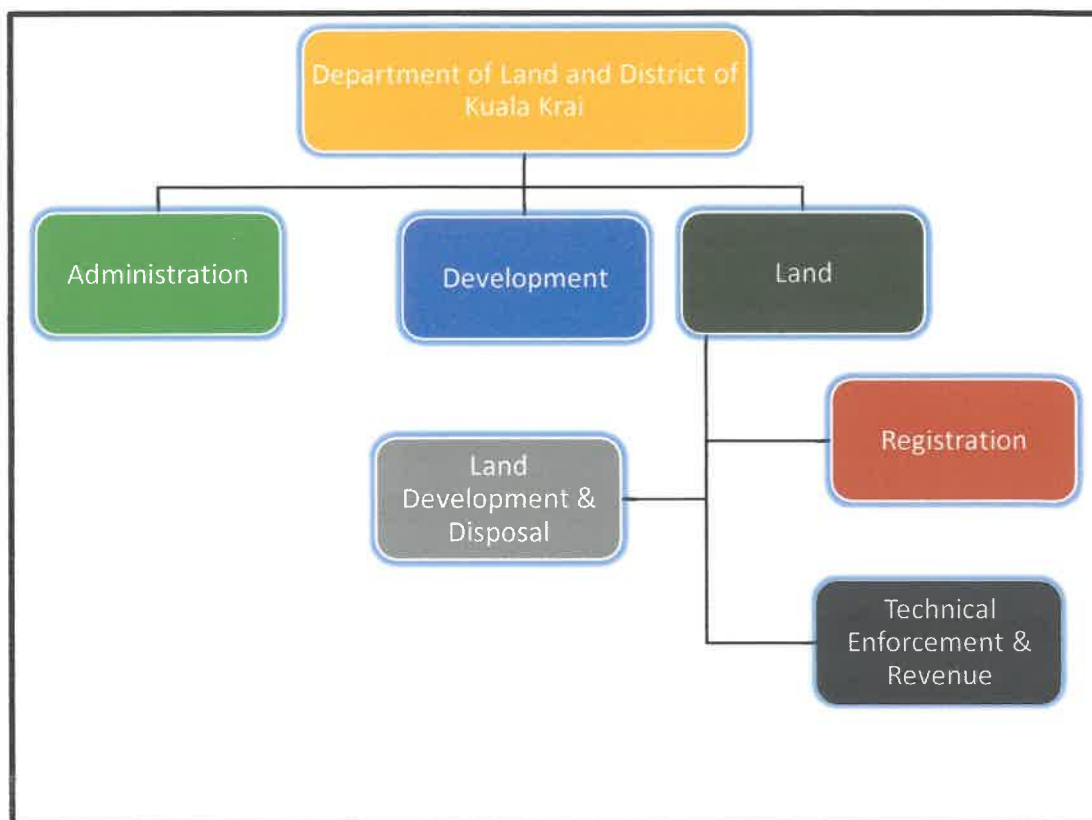 Department of Land and District of
Kuala Krai
Administration
Development
Land
Registration
Land
Development &
Disposal
Technical
Enforcement &
Revenue